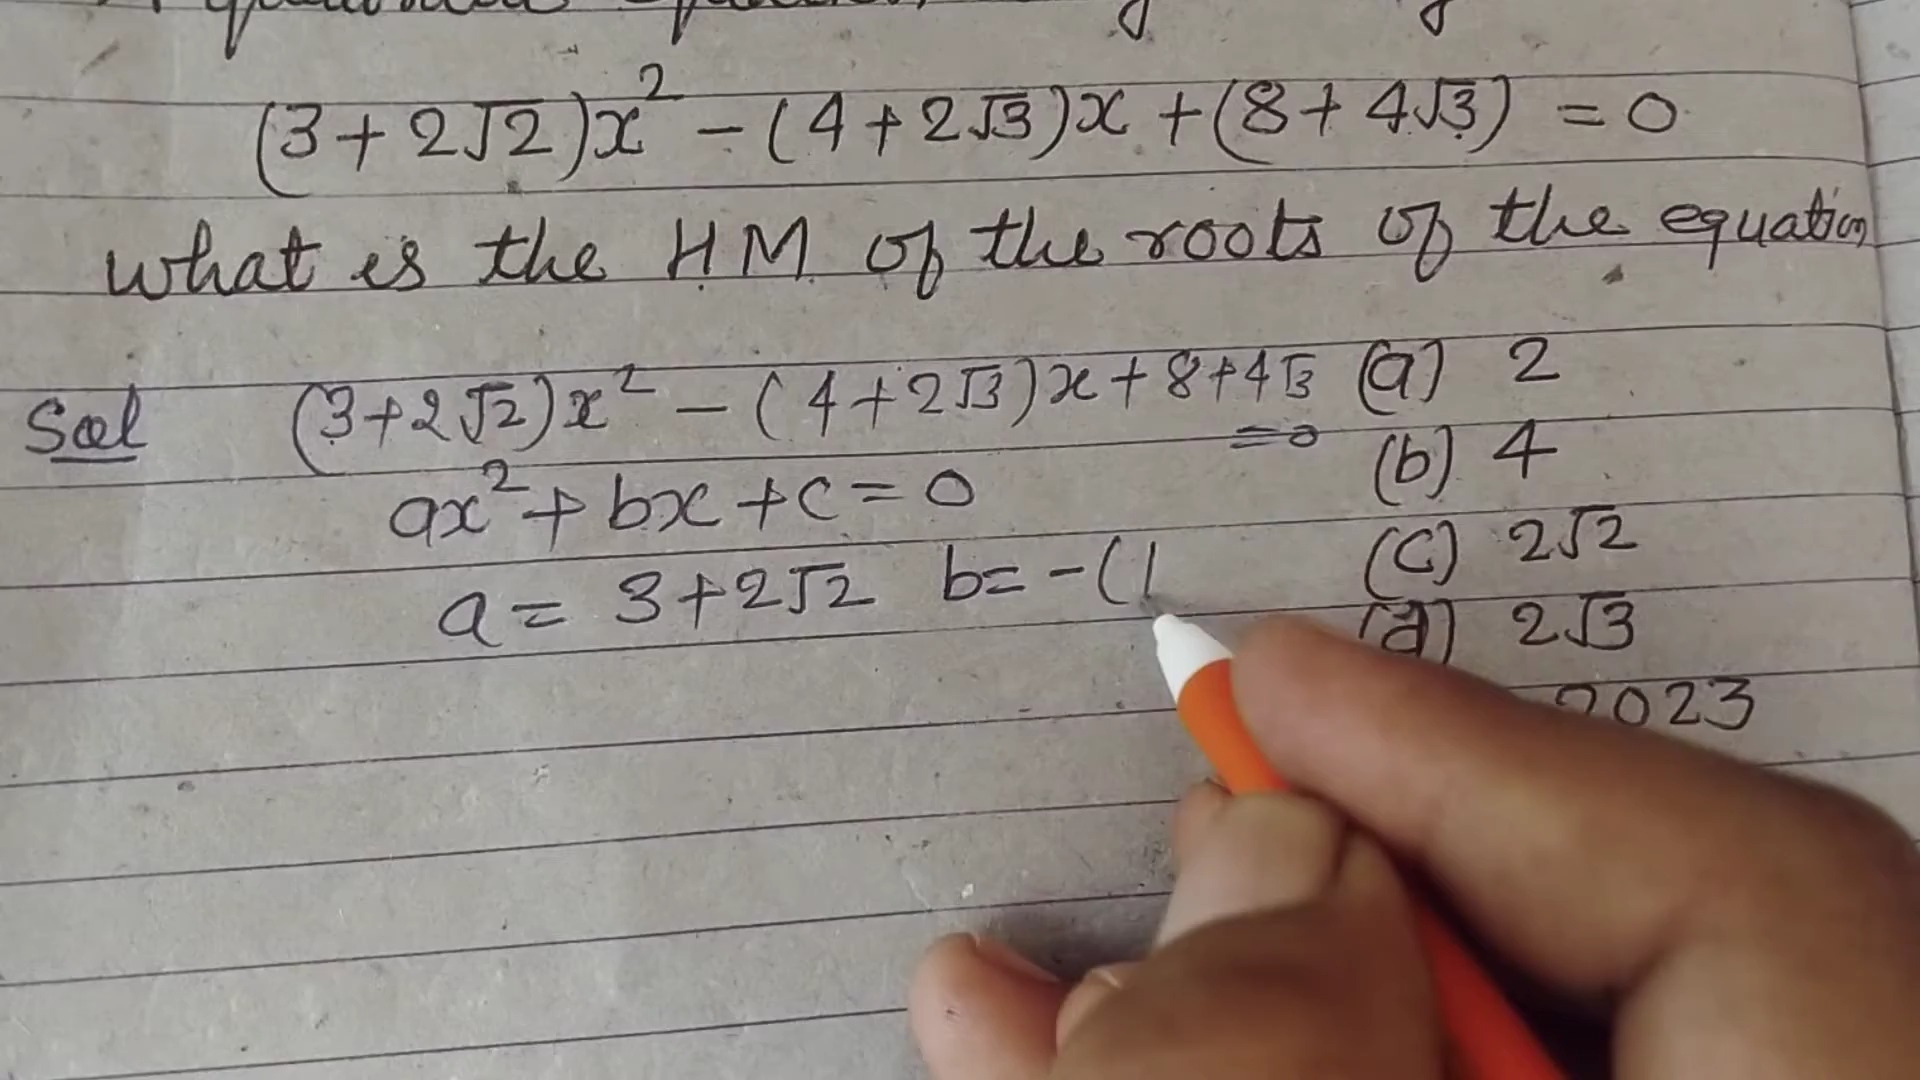 (3+2√2)x² - (4+2√3)x + (8+4√3) = 0
what is the HM of the roots of the equation
Sol (3+2√2)x² - (4+2√3)x + 8+4√3 = 0
ax² + bx + c = 0
a = 3+2√2 b = -(
(a) 2
(b) 4
(c) 2√2
(d) 2√3
2023